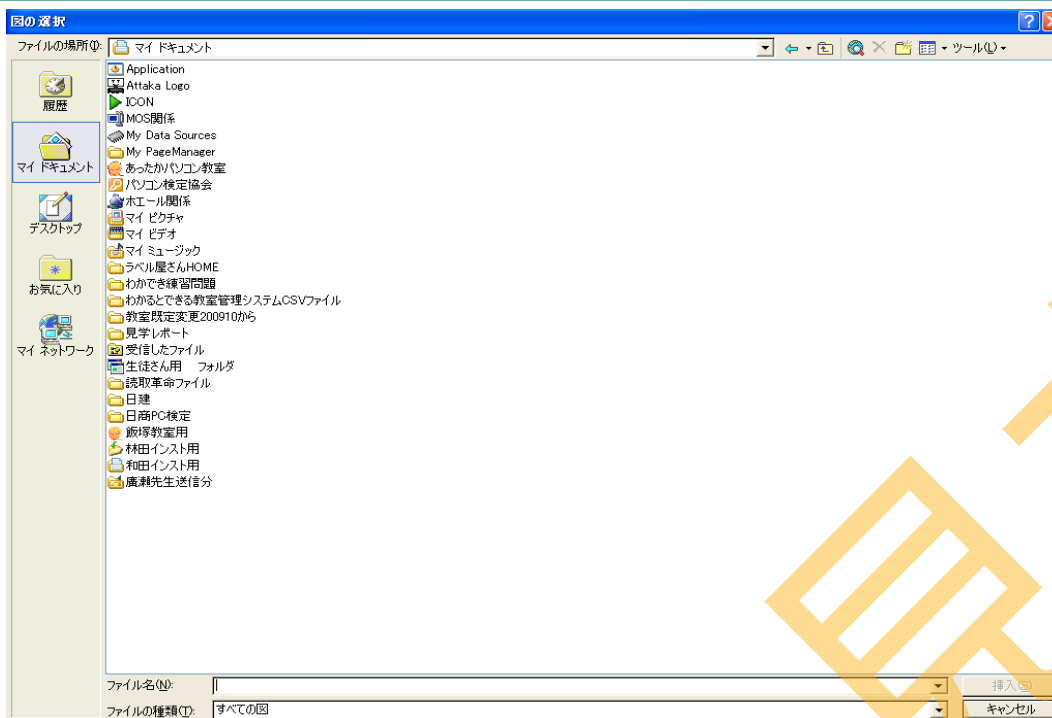 図の選択
ファイルの場所(I):
マイ ドキュメント
ツール(L)
履歴
マイ ドキュメント
デスクトップ
お気に入り
マイ ネットワーク
Application
Attaka Logo
ICON
MOS関係
My Data Sources
My PageManager
あったかパソコン教室
パソコン検定協会
ホエール関係
マイ ピクチャ
マイ ビデオ
マイ ミュージック
ラベル屋さんHOME
わかでき練習問題
わかるとできる教室管理システムCSVファイル
教室既定変更200910から
見学レポート
受信したファイル
生徒さん用　フォルダ
読取革命ファイル
日建
日商PC検定
飯塚教室用
林田インスト用
和田インスト用
廣瀬先生送信分
ファイル名(N):
挿入(S)
ファイルの種類(T):
すべての図
キャンセル